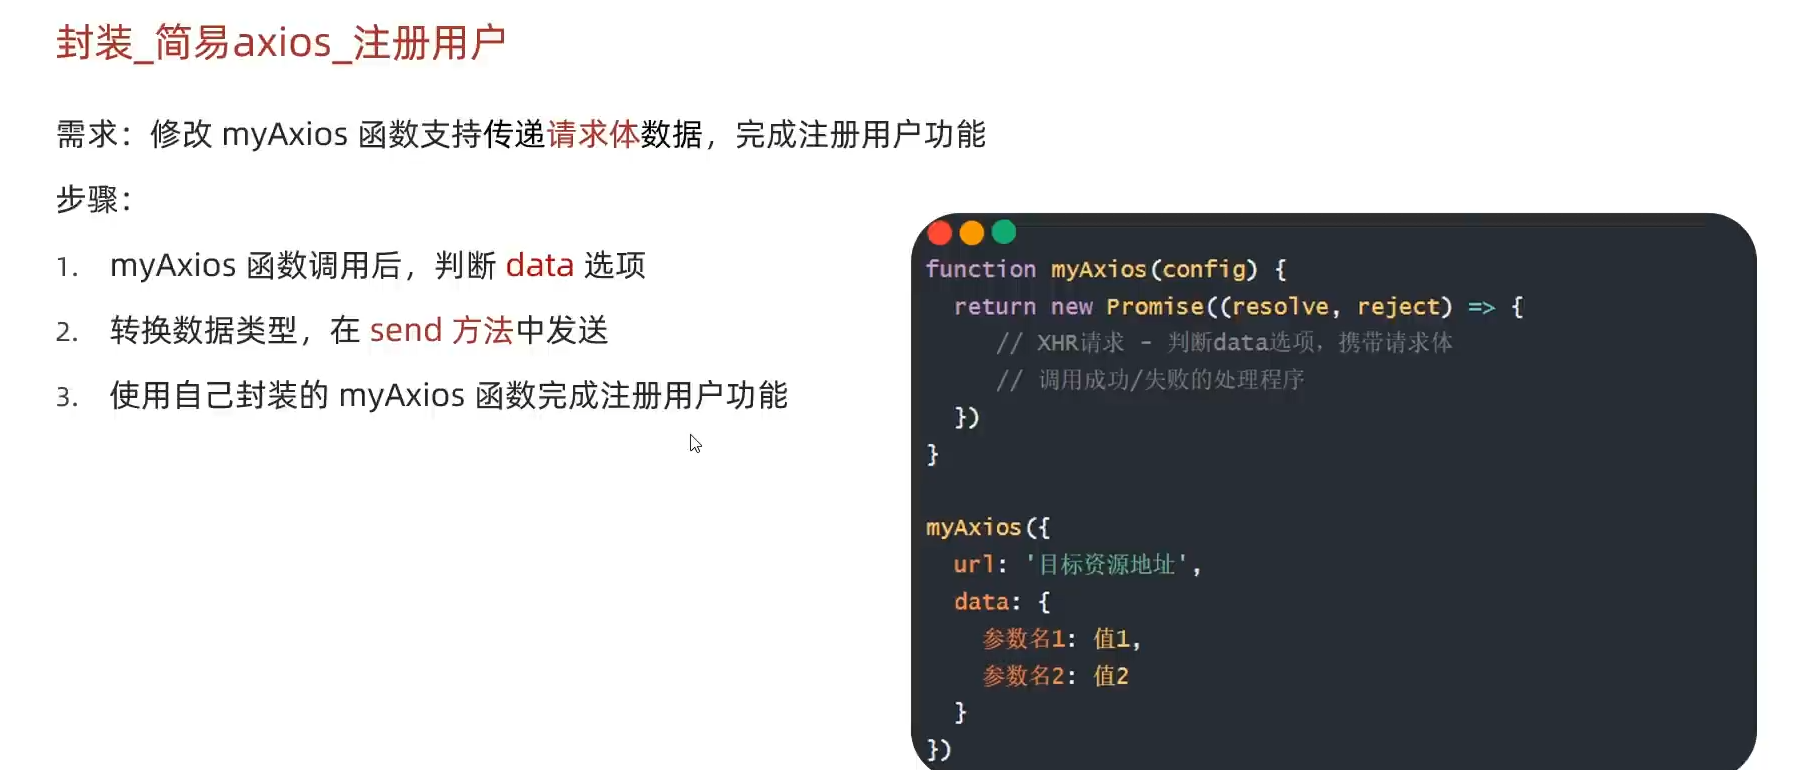 封装_简易axios_注册用户
需求：修改 myAxios 函数支持传递请求体数据，完成注册用户功能
步骤：
1. myAxios 函数调用后，判断 data 选项
2. 转换数据类型，在 send 方法中发送
3. 使用自己封装的 myAxios 函数完成注册用户功能
function myAxios(config) {
  return new Promise((resolve, reject) => {
     // XHR请求 - 判断data选项，携带请求体
     // 调用成功/失败的处理程序
  })
}
myAxios({
  url: '目标资源地址',
  data: {
    参数名1: 值1,
    参数名2: 值2
  }
})